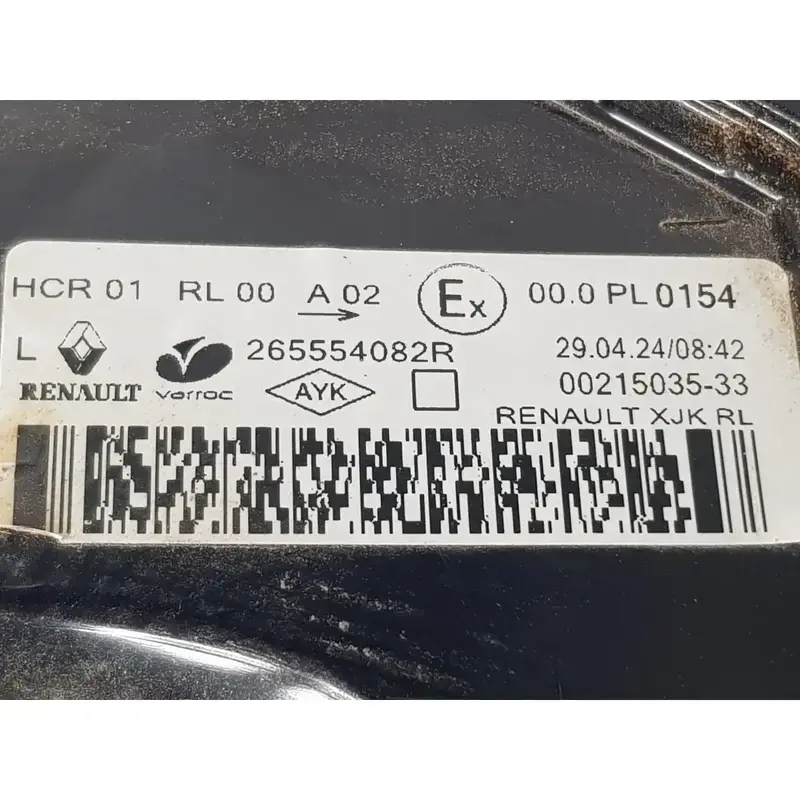 HCR 01 RL 00 A 02 Ex 00.0 PL 0154
L 265554082R 29.04.24/08:42
RENAULT varroc AYK 00215035-33
RENAULT XJK RL